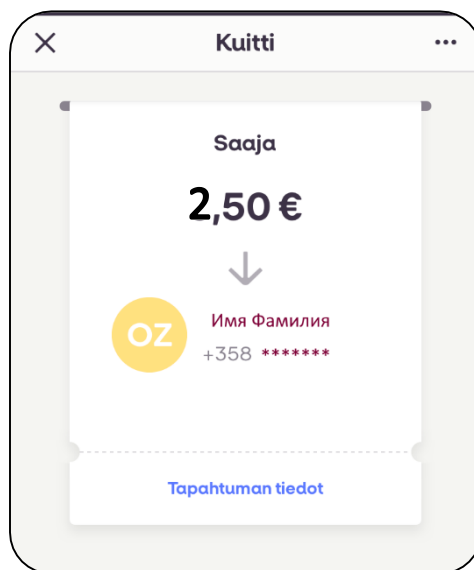 Kuitti
Saaja
2,50 €
OZ
Имя Фамилия
+358 *******
Tapahtuman tiedot